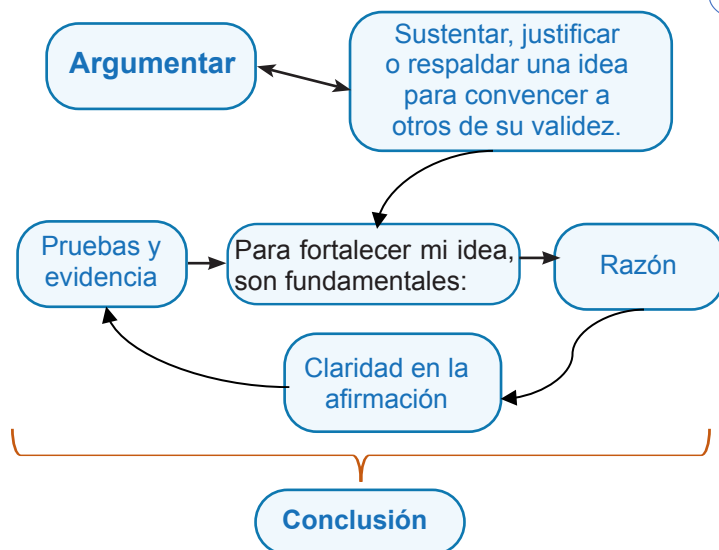 Argumentar
Sustentar, justificar
o respaldar una idea
para convencer a
otros de su validez.
Pruebas y
evidencia
Para fortalecer mi idea,
son fundamentales:
Razón
Claridad en la
afirmación
Conclusión